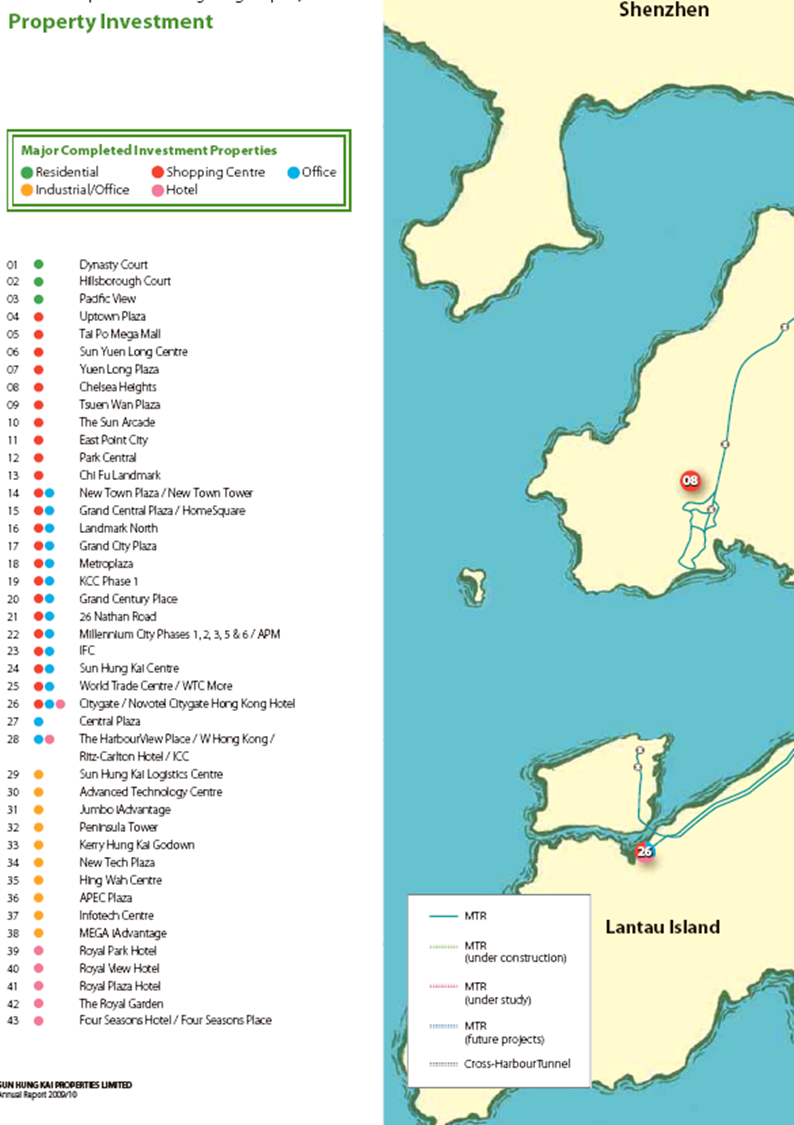 Property Investment
Major Completed Investment Properties
Residential Shopping Centre Office
Industrial/Office Hotel
01 Dynasty Court
02 Hillsborough Court
03 Pacific View
04 Uptown Plaza
05 Tai Po Mega Mall
06 Sun Yuen Long Centre
07 Yuen Long Plaza
08 Chelsea Heights
09 Tsuen Wan Plaza
10 The Sun Arcade
11 East Point City
12 Park Central
13 Chi Fu Landmark
14 New Town Plaza / New Town Tower
15 Grand Central Plaza / HomeSquare
16 Landmark North
17 Grand City Plaza
18 Metroplaza
19 KCC Phase 1
20 Grand Century Place
21 26 Nathan Road
22 Millennium City Phases 1, 2, 3, 5 & 6 / APM
23 IFC
24 Sun Hung Kai Centre
25 World Trade Centre / WTC More
26 Citygate / Novotel Citygate Hong Kong Hotel
27 Central Plaza
28 The HarbourView Place / W Hong Kong /
Ritz-Carlton Hotel / ICC
29 Sun Hung Kai Logistics Centre
30 Advanced Technology Centre
31 Jumbo iAdvantage
32 Peninsula Tower
33 Kerry Hung Kai Godown
34 New Tech Plaza
35 Hing Wah Centre
36 APEC Plaza
37 Infotech Centre
38 MEGA iAdvantage
39 Royal Park Hotel
40 Royal View Hotel
41 Royal Plaza Hotel
42 The Royal Garden
43 Four Seasons Hotel / Four Seasons Place
SUN HUNG KAI PROPERTIES LIMITED
Annual Report 2009/10
Shenzhen
08
26
Lantau Island
MTR
MTR
(under construction)
MTR
(under study)
MTR
(future projects)
Cross-Harbour Tunnel